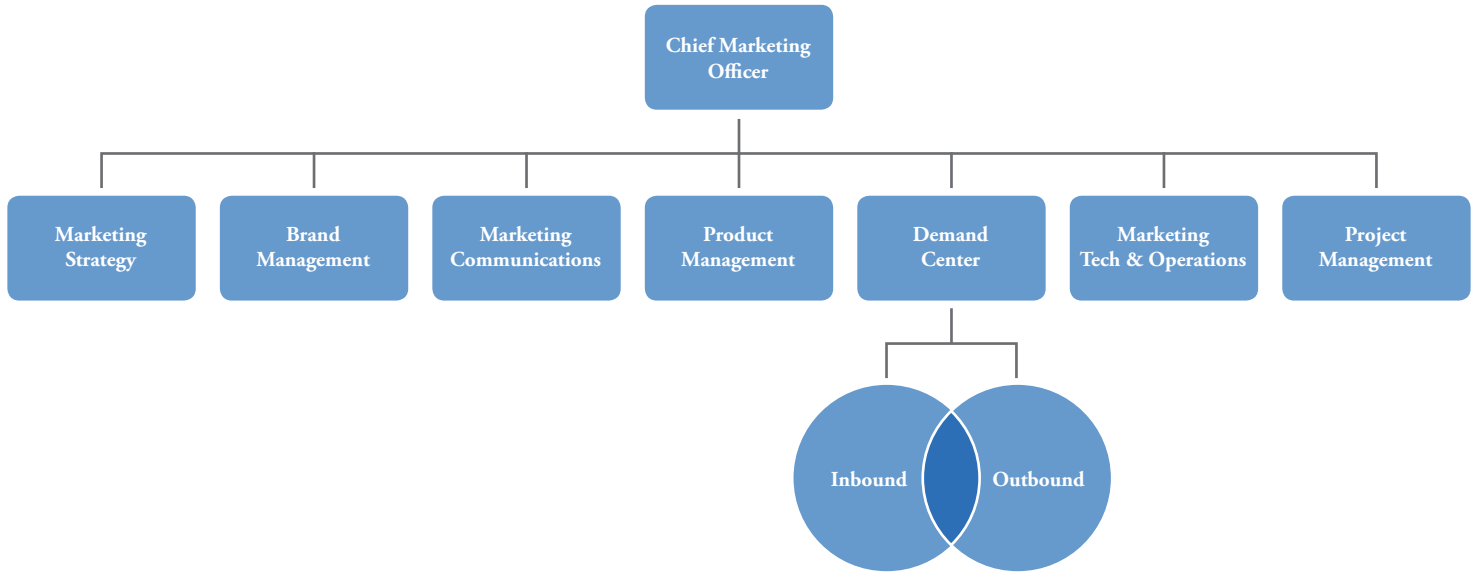 Chief Marketing
Officer
Marketing
Strategy
Brand
Management
Marketing
Communications
Product
Management
Demand
Center
Marketing
Tech & Operations
Project
Management
Inbound
Outbound